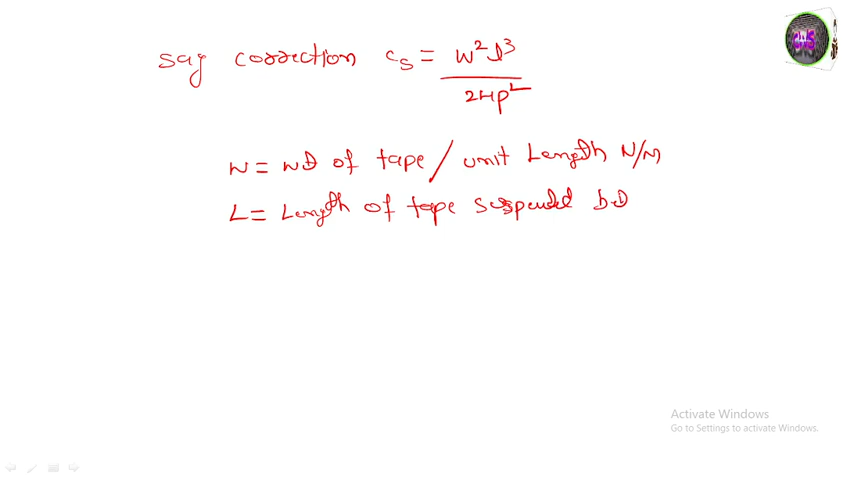 sag correction Cs = w²l³
24p²
w = wt of tape / unit Length N/m
L = Length of tape suspended
Activate Windows
Go to Settings to activate Windows.